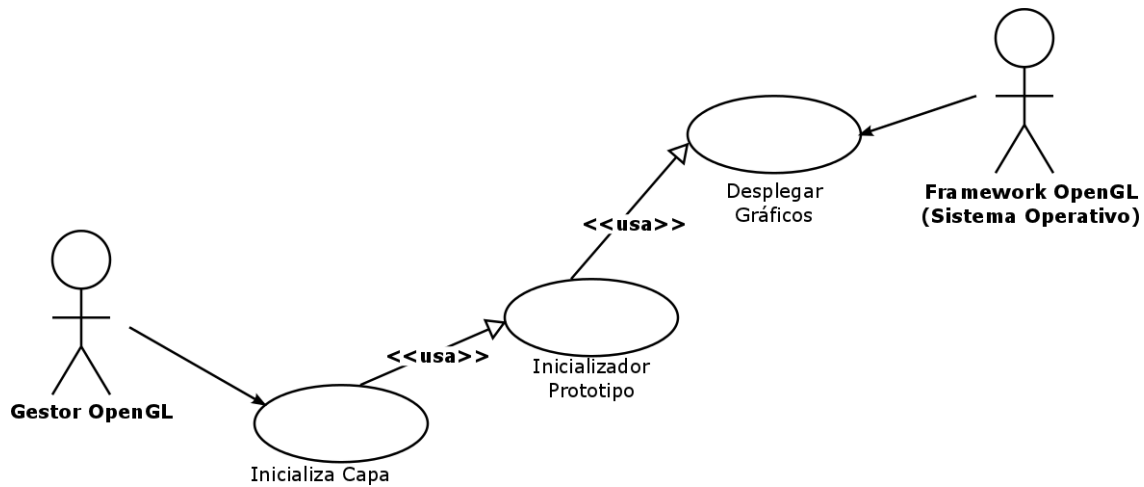 Desplegar
Gráficos
Framework OpenGL
(Sistema Operativo)
<<usa>>
<<usa>>
Inicializador
Prototipo
Gestor OpenGL
Inicializa Capa